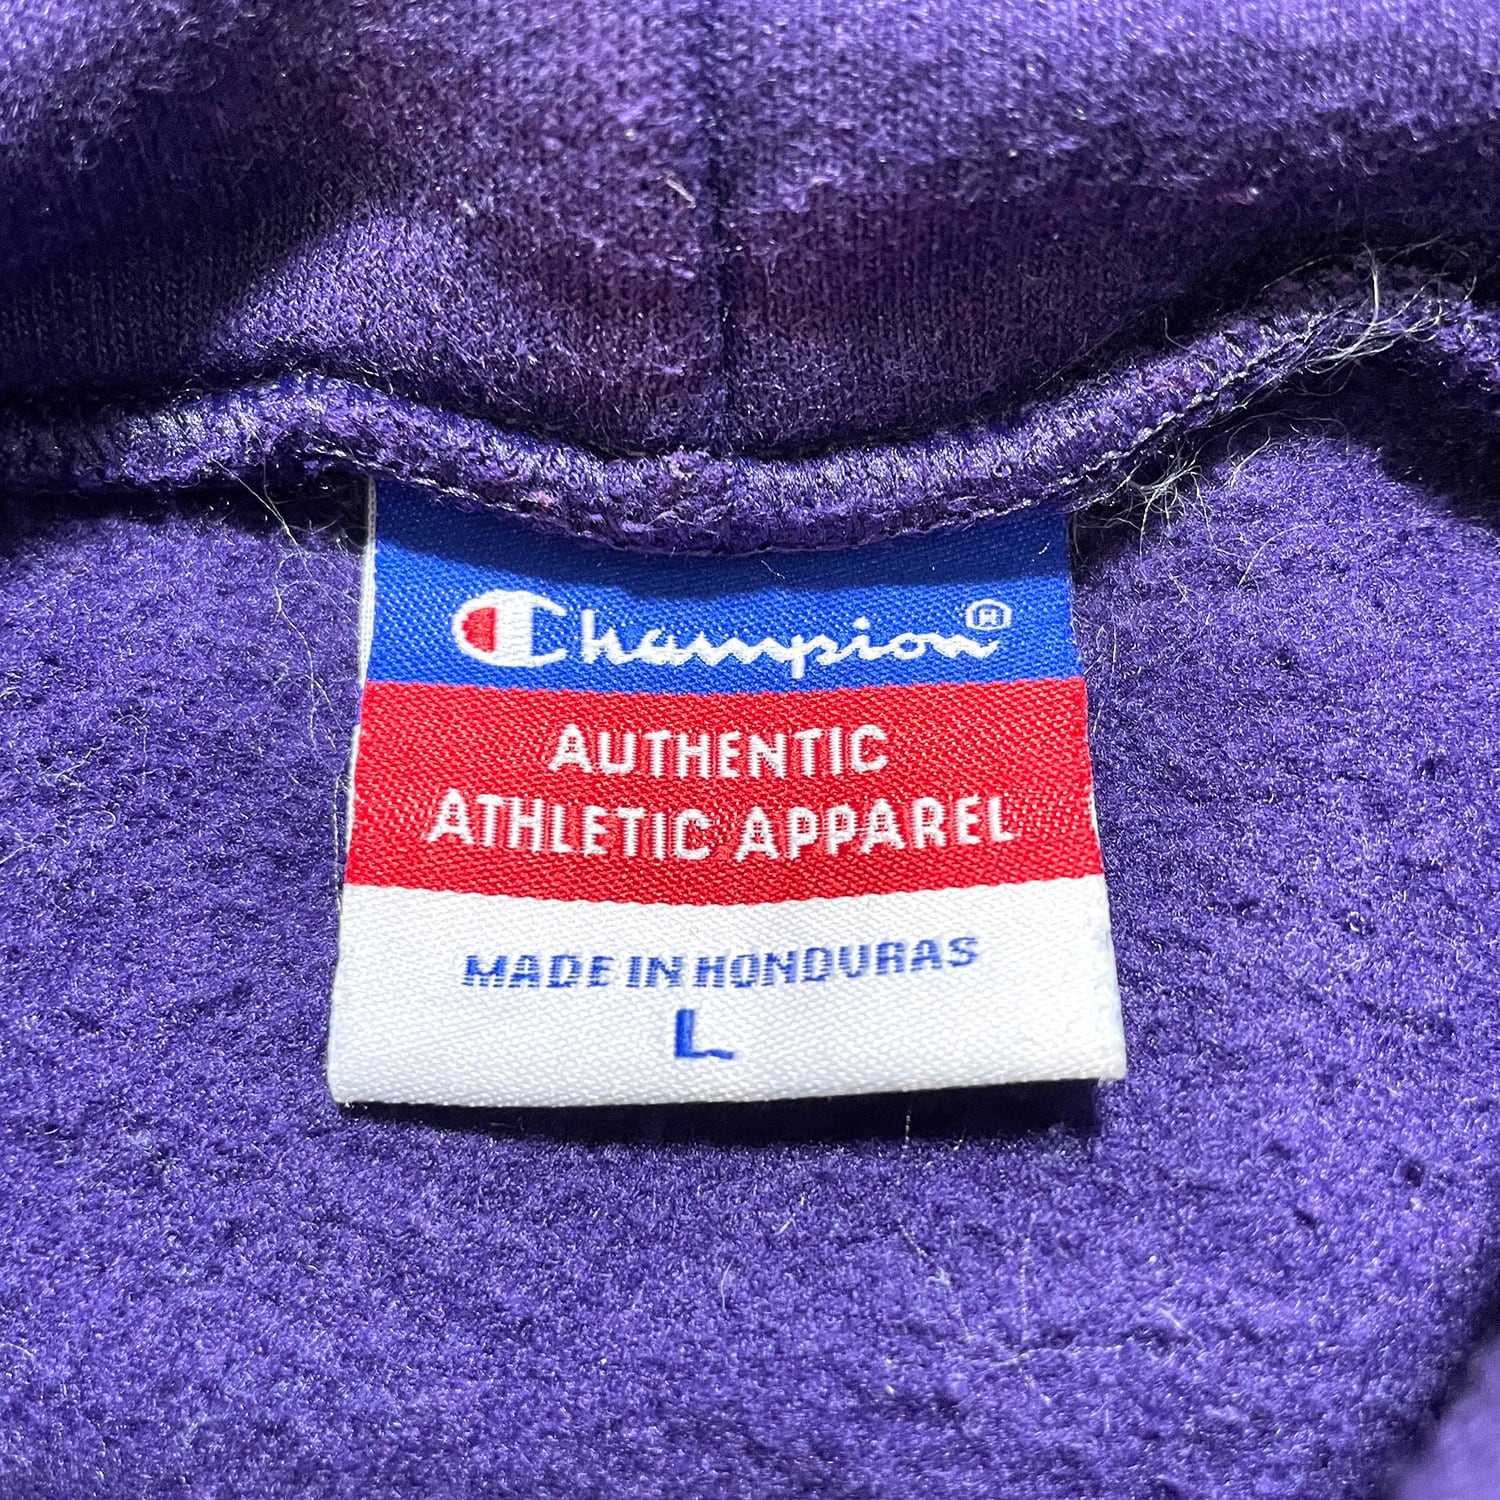 Champion®
AUTHENTIC
ATHLETIC APPAREL
MADE IN HONDURAS
L